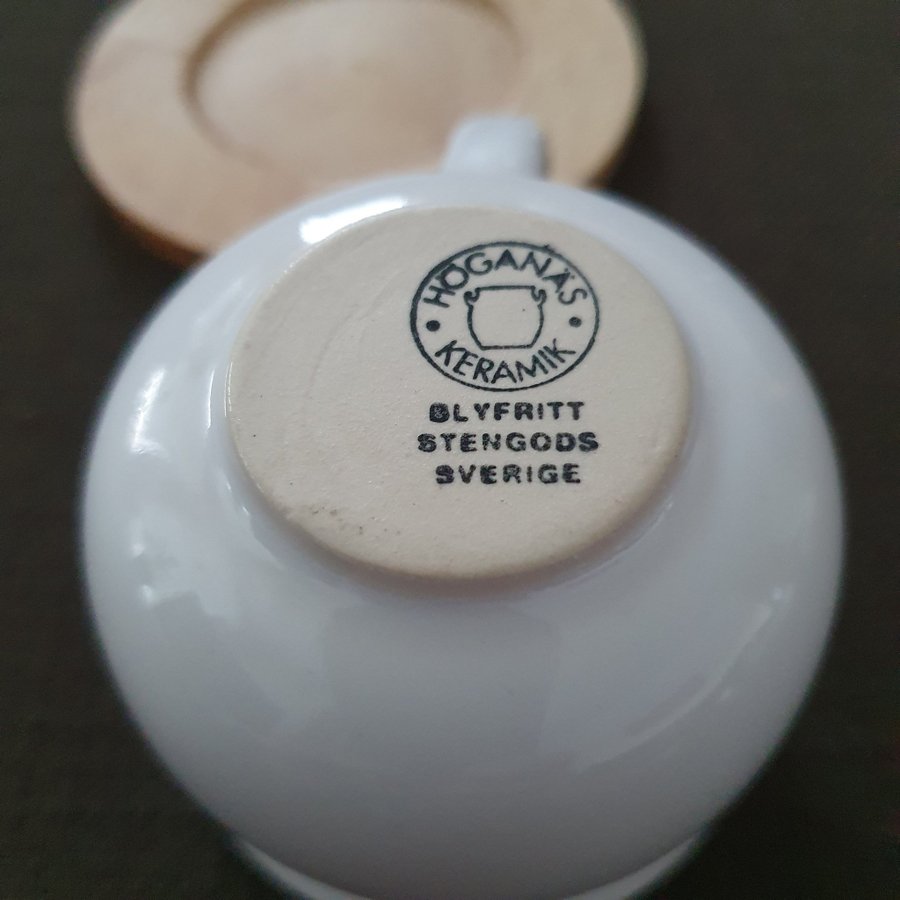 HÖGANÄS
KERAMIK
BLYFRITT
STENGODS
SVERIGE